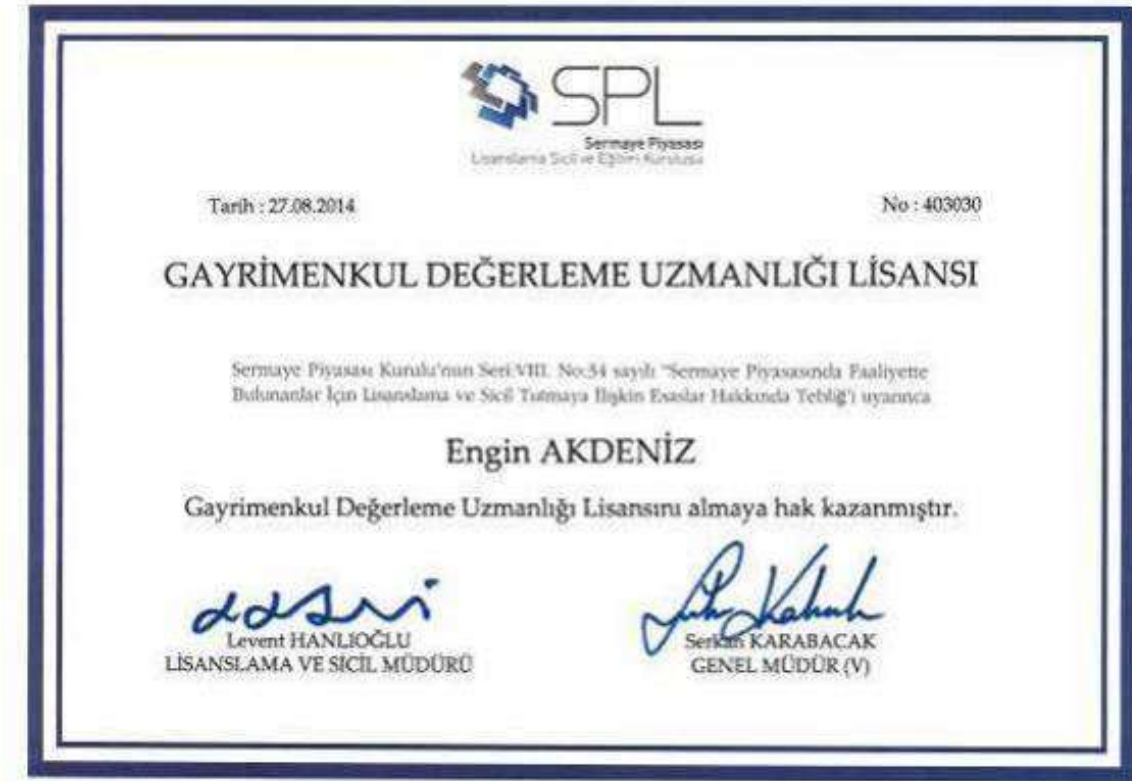 SPL
Sermaye Piyasası
Lisanslama Sicil ve Eğitim Kuruluşu
Tarih : 27.08.2014
No : 403030
GAYRİMENKUL DEĞERLEME UZMANLIĞI LİSANSI
Sermaye Piyasası Kurulu'nun Seri:VIII. No:34 sayılı "Sermaye Piyasasında Faaliyette
Bulunanlar İçin Lisanslama ve Sicil Tutmaya İlişkin Esaslar Hakkında Tebliğ'i uyarınca
Engin AKDENİZ
Gayrimenkul Değerleme Uzmanlığı Lisansını almaya hak kazanmıştır.
Levent HANLIOĞLU
LİSANSLAMA VE SİCİL MÜDÜRÜ
Serkan KARABACAK
GENEL MÜDÜR (V)